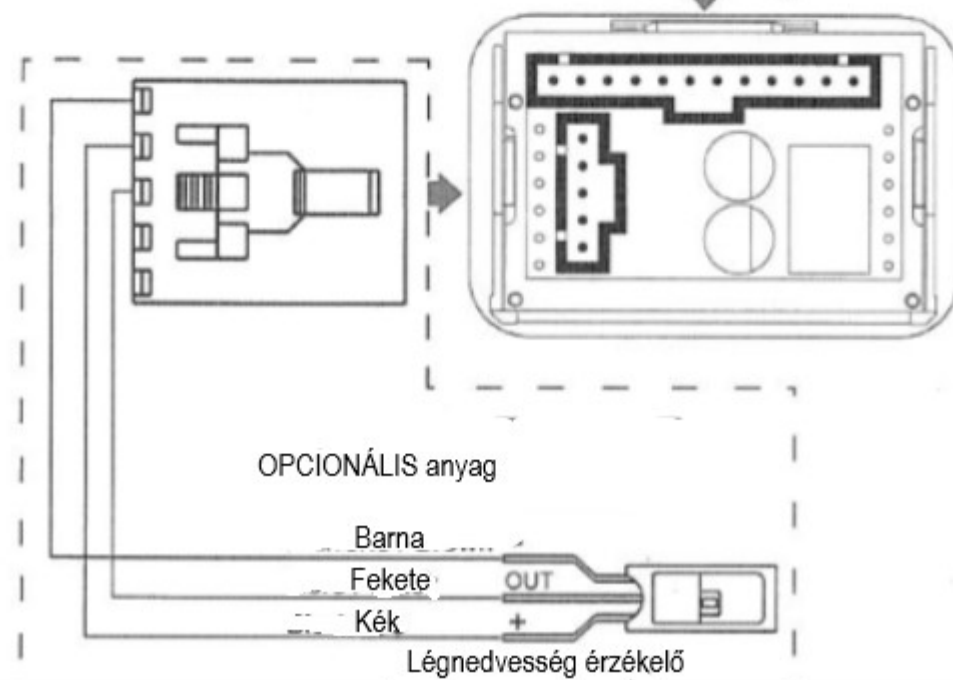 OPCIONÁLIS anyag
Barna
Fekete OUT
Kék +
Légnedvesség érzékelő